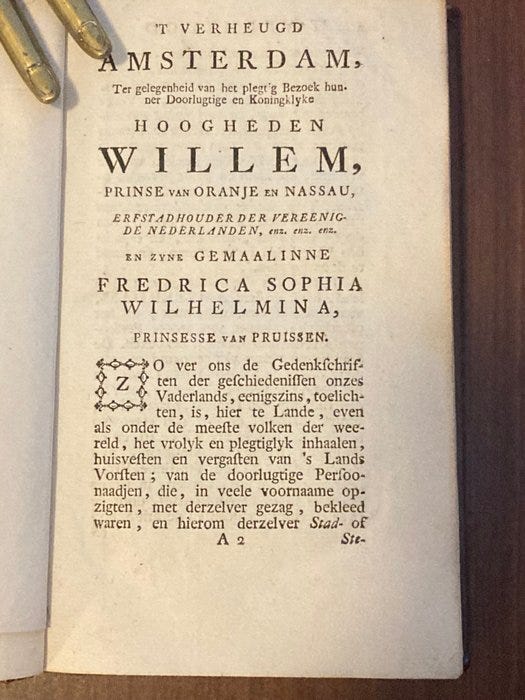 'T VERHEUGD
AMSTERDAM,
Ter gelegenheid van het plegt'g Bezoek hun-
ner Doorlugtige en Koningklyke
HOOGHEDEN
WILLEM,
PRINSE VAN ORANJE EN NASSAU,
ERFSTADHOUDER DER VEREENIG-
DE NEDERLANDEN, enz. enz. enz.
EN ZYNE GEMAALINNE
FREDRICA SOPHIA
WILHELMINA,
PRINSESSE VAN PRUISSEN.
ZO ver ons de Gedenkſchrif-
ten der geſchiedeniſſen onzes
Vaderlands, eenigszins, toelich-
ten, is, hier te Lande, even
als onder de meeſte volken der wee-
reld, het vrolyk en plegtiglyk inhaalen,
huisveſten en vergaſten van 's Lands
Vorſten; van de doorlugtige Perſoo-
naadjen, die, in veele voornaame op-
zigten, met derzelver gezag, bekleed
waren, en hierom derzelver Stad- of
A 2 Ste-